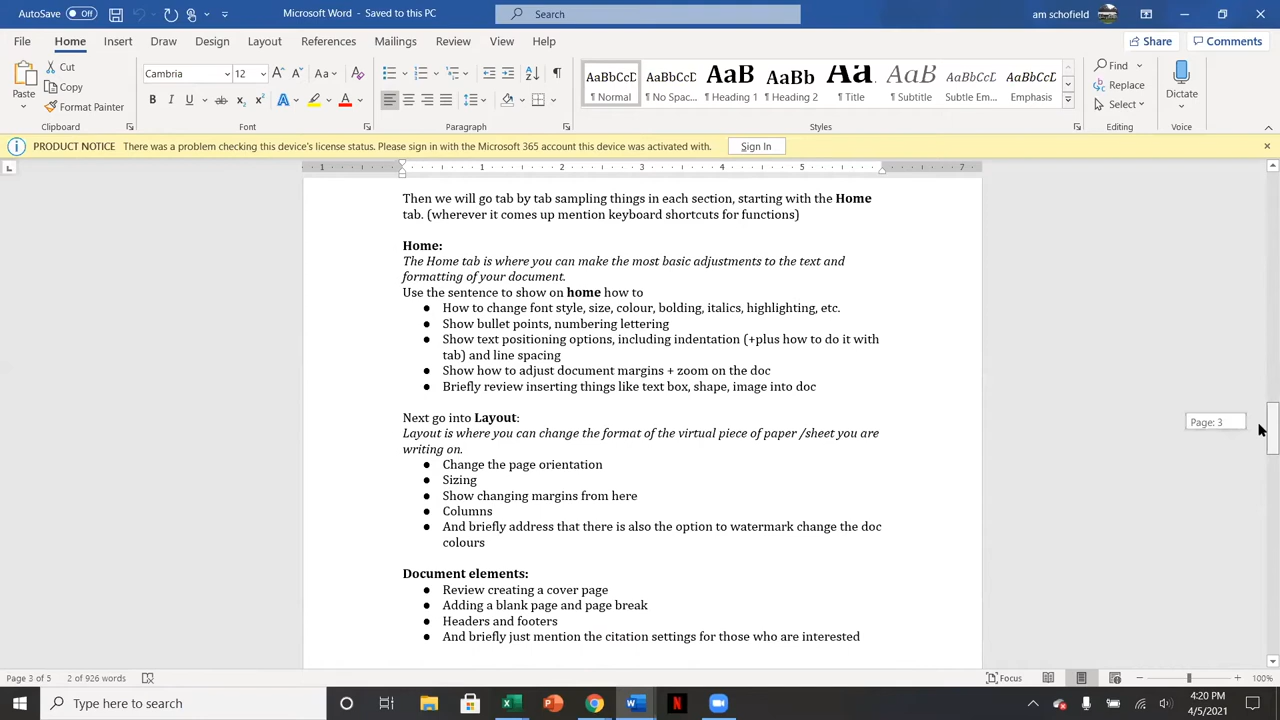 AutoSave Off Microsoft Word - Saved to this PC Search am schofield
File Home Insert Draw Design Layout References Mailings Review View Help Share Comments
Paste Cut Copy Format Painter Clipboard
Cambria 12 Aa
B I U ab x₂ x² A A Font
Paragraph
AaBbCcD AaBbCcD AaB AaBb Aa AaB AaBbCcD AaBbCcD
¶ Normal ¶ No Spac... ¶ Heading 1 ¶ Heading ¶ Title Subtitle Subtle Em... Emphasis
Styles
Find Replace Select Editing
Dictate Voice
PRODUCT NOTICE There was a problem checking this device's license status. Please sign in with the Microsoft 365 account this device was activated with. Sign In
1 1 2 3 4 5 7
Then we will go tab by tab sampling things in each section, starting with the Home
tab. (wherever it comes up mention keyboard shortcuts for functions)
Home:
The Home tab is where you can make the most basic adjustments to the text and
formatting of your document.
Use the sentence to show on home how to
● How to change font style, size, colour, bolding, italics, highlighting, etc.
● Show bullet points, numbering lettering
● Show text positioning options, including indentation (+plus how to do it with
tab) and line spacing
● Show how to adjust document margins + zoom on the doc
● Briefly review inserting things like text box, shape, image into doc
Next go into Layout:
Layout is where you can change the format of the virtual piece of paper /sheet you are
writing on.
● Change the page orientation
● Sizing
● Show changing margins from here
● Columns
● And briefly address that there is also the option to watermark change the doc
colours
Document elements:
● Review creating a cover page
● Adding a blank page and page break
● Headers and footers
● And briefly just mention the citation settings for those who are interested
Page: 3
Page 3 of 5 2 of 926 words Focus 100%
Type here to search
4:20 PM
4/5/2021